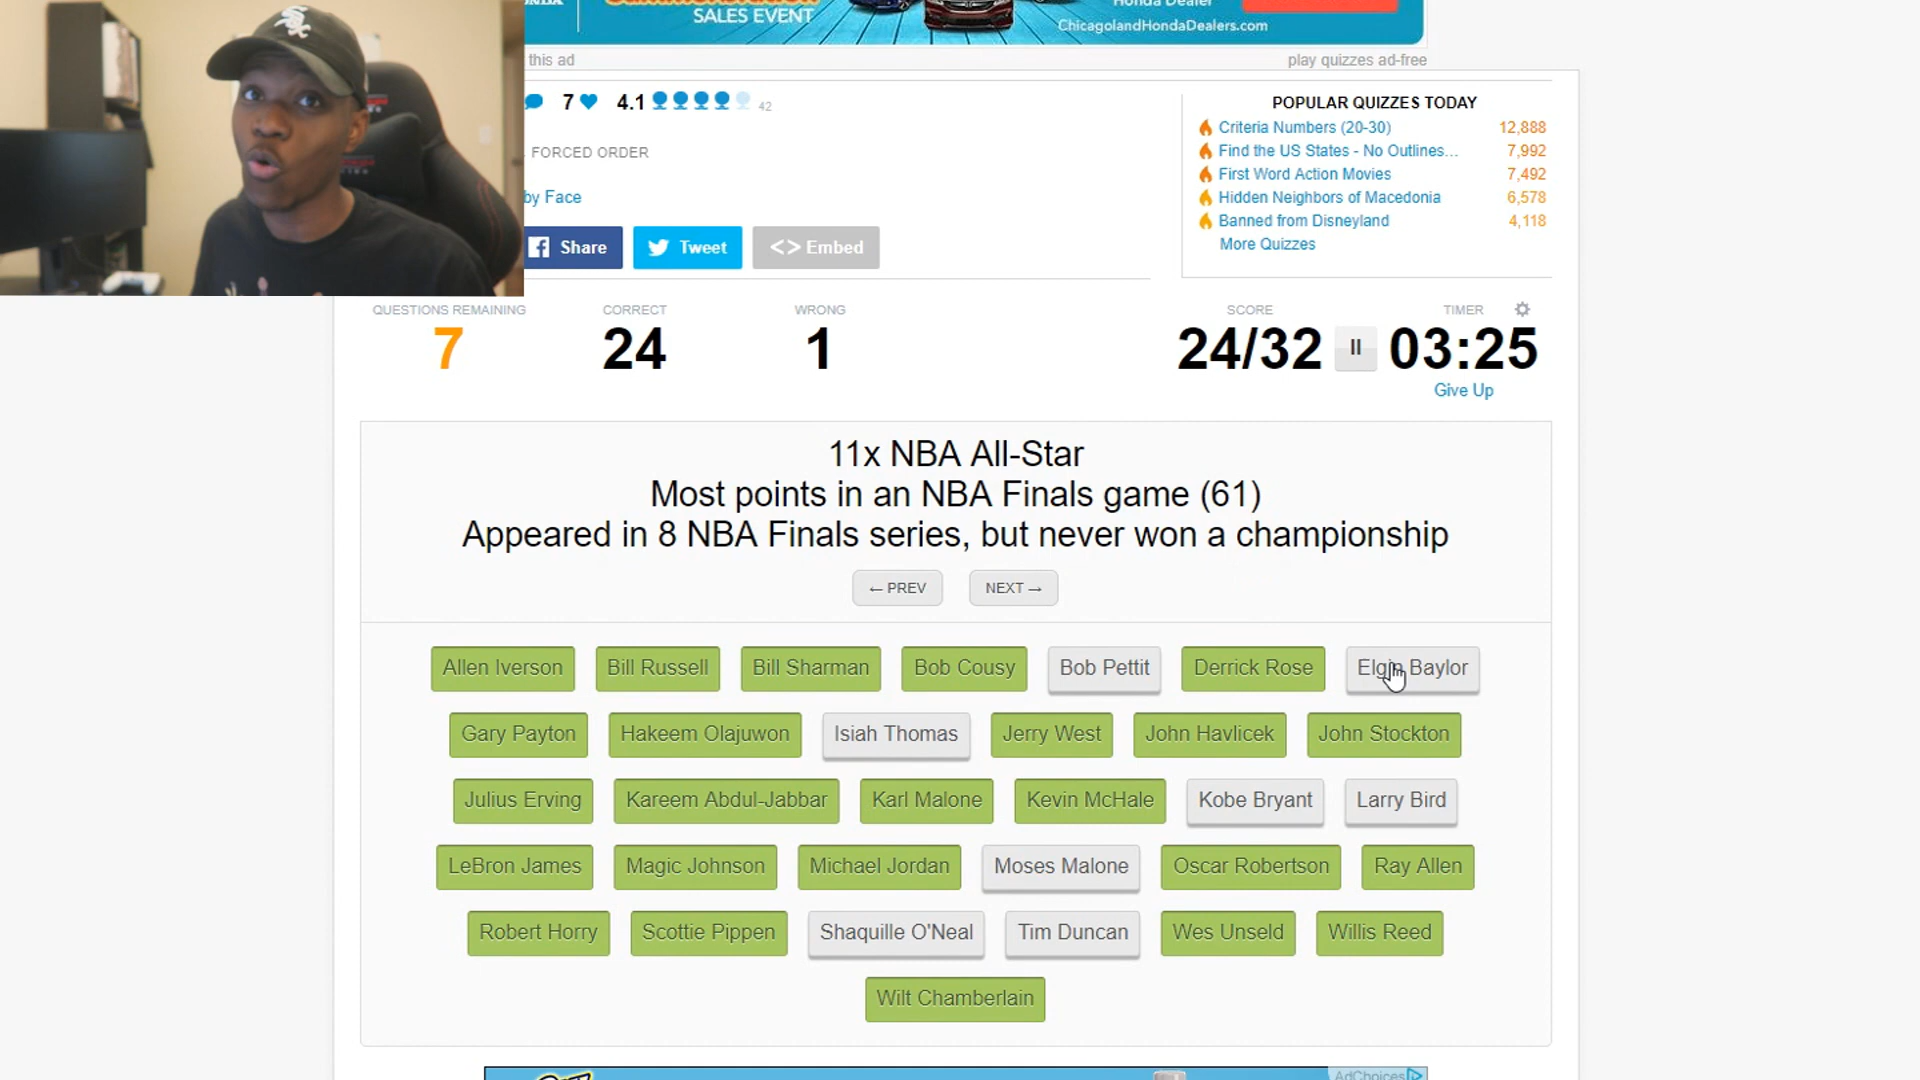 SALES EVENT
Honda Dealer
ChicagolandHondaDealers.com
this ad
play quizzes ad-free
7 4.1 42
FORCED ORDER
by Face
Share
Tweet
<> Embed
POPULAR QUIZZES TODAY
Criteria Numbers (20-30) 12,888
Find the US States - No Outlines... 7,992
First Word Action Movies 7,492
Hidden Neighbors of Macedonia 6,578
Banned from Disneyland 4,118
More Quizzes
QUESTIONS REMAINING CORRECT WRONG SCORE TIMER
7 24 1 24/32 03:25
Give Up
11x NBA All-Star
Most points in an NBA Finals game (61)
Appeared in 8 NBA Finals series, but never won a championship
← PREV NEXT →
Allen Iverson Bill Russell Bill Sharman Bob Cousy Bob Pettit Derrick Rose Elgin Baylor
Gary Payton Hakeem Olajuwon Isiah Thomas Jerry West John Havlicek John Stockton
Julius Erving Kareem Abdul-Jabbar Karl Malone Kevin McHale Kobe Bryant Larry Bird
LeBron James Magic Johnson Michael Jordan Moses Malone Oscar Robertson Ray Allen
Robert Horry Scottie Pippen Shaquille O'Neal Tim Duncan Wes Unseld Willis Reed
Wilt Chamberlain
AdChoices